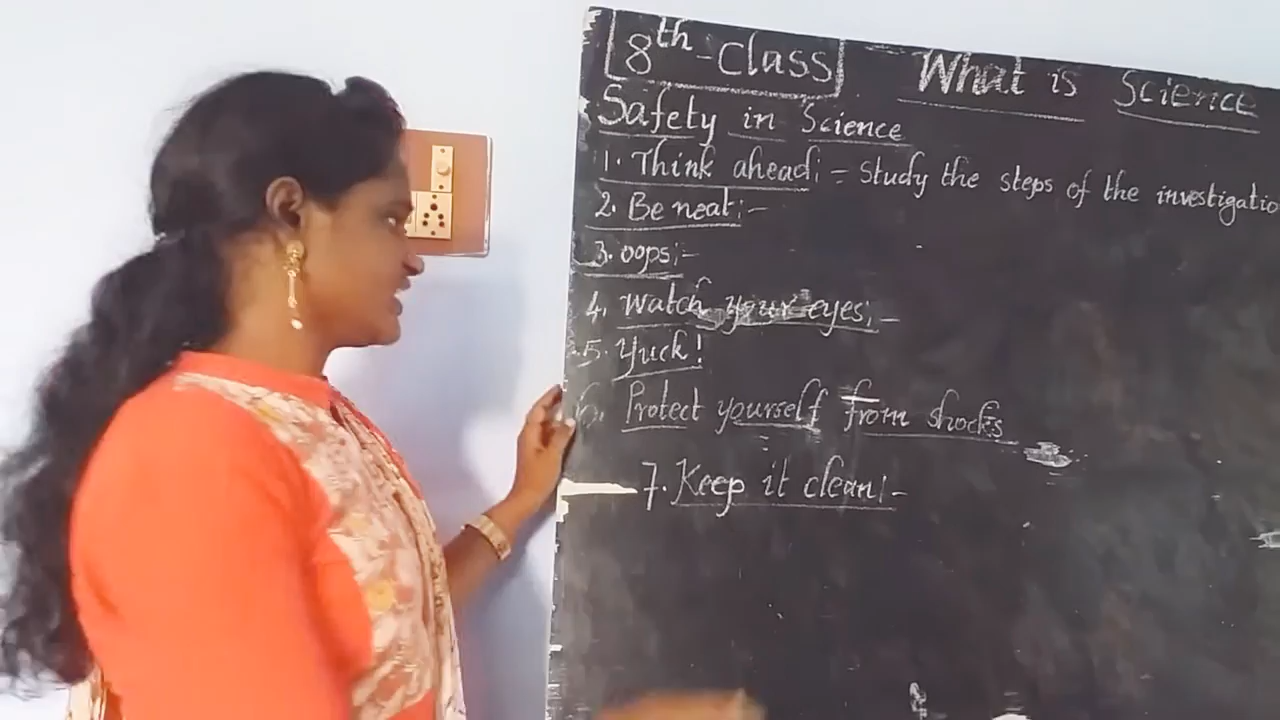 8th - Class What is Science
Safety in Science
1. Think ahead; = Study the steps of the investigatio
2. Be neat:-
3. oops:-
4. Watch your eyes:-
5. Yuck!
6. Protect yourself from shocks
7. Keep it clean:-